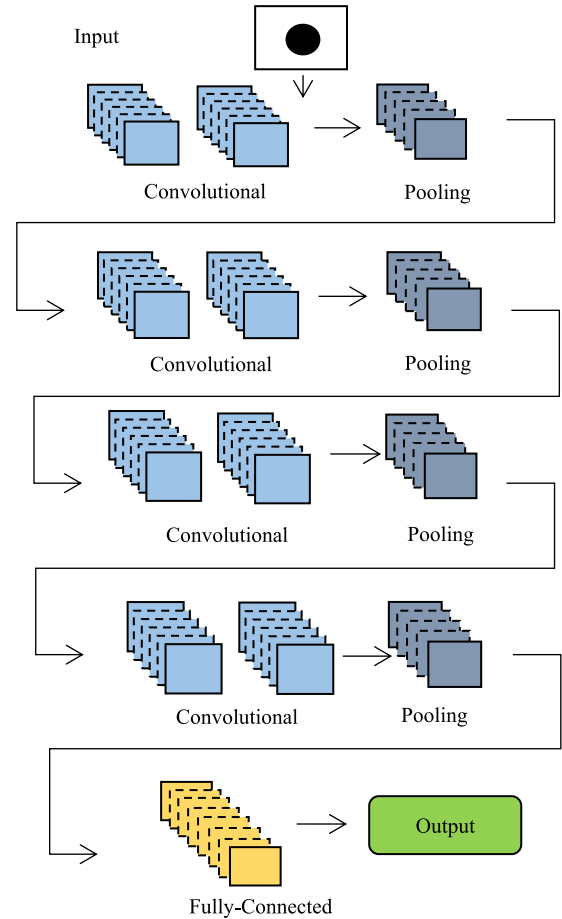 Input
Convolutional
Pooling
Convolutional
Pooling
Convolutional
Pooling
Convolutional
Pooling
Output
Fully-Connected